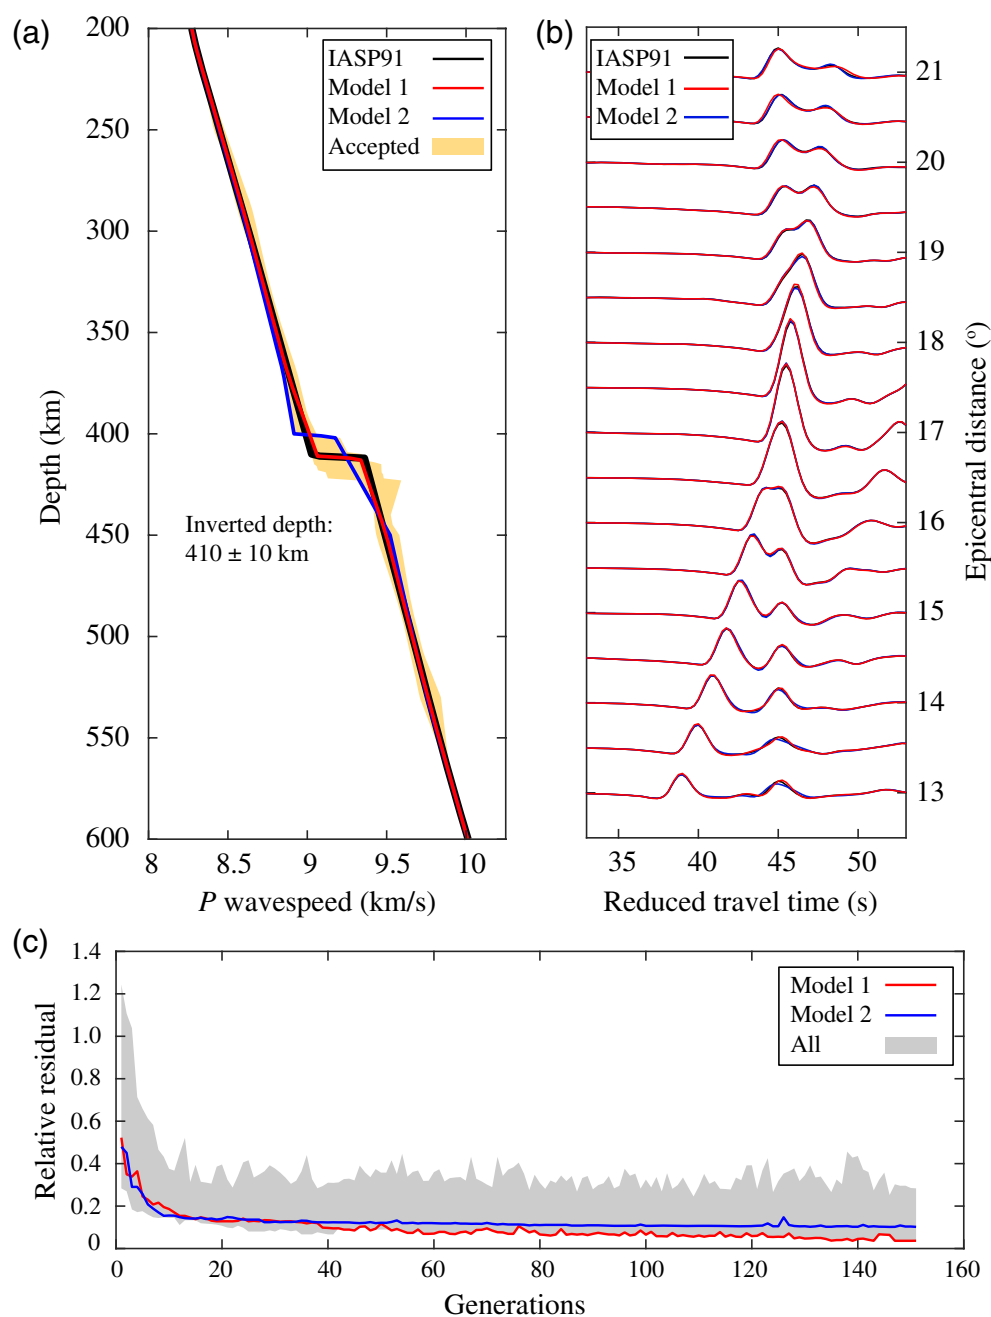 (a)
200
250
300
350
400
450
500
550
600
Depth (km)
IASP91
Model 1
Model 2
Accepted
Inverted depth:
410 ± 10 km
8
8.5
9
9.5
10
P wavespeed (km/s)
(b)
IASP91
Model 1
Model 2
21
20
19
18
17
16
15
14
13
Epicentral distance (°)
35
40
45
50
Reduced travel time (s)
(c)
1.4
1.2
1.0
0.8
0.6
0.4
0.2
0
Relative residual
Model 1
Model 2
All
0
20
40
60
80
100
120
140
160
Generations